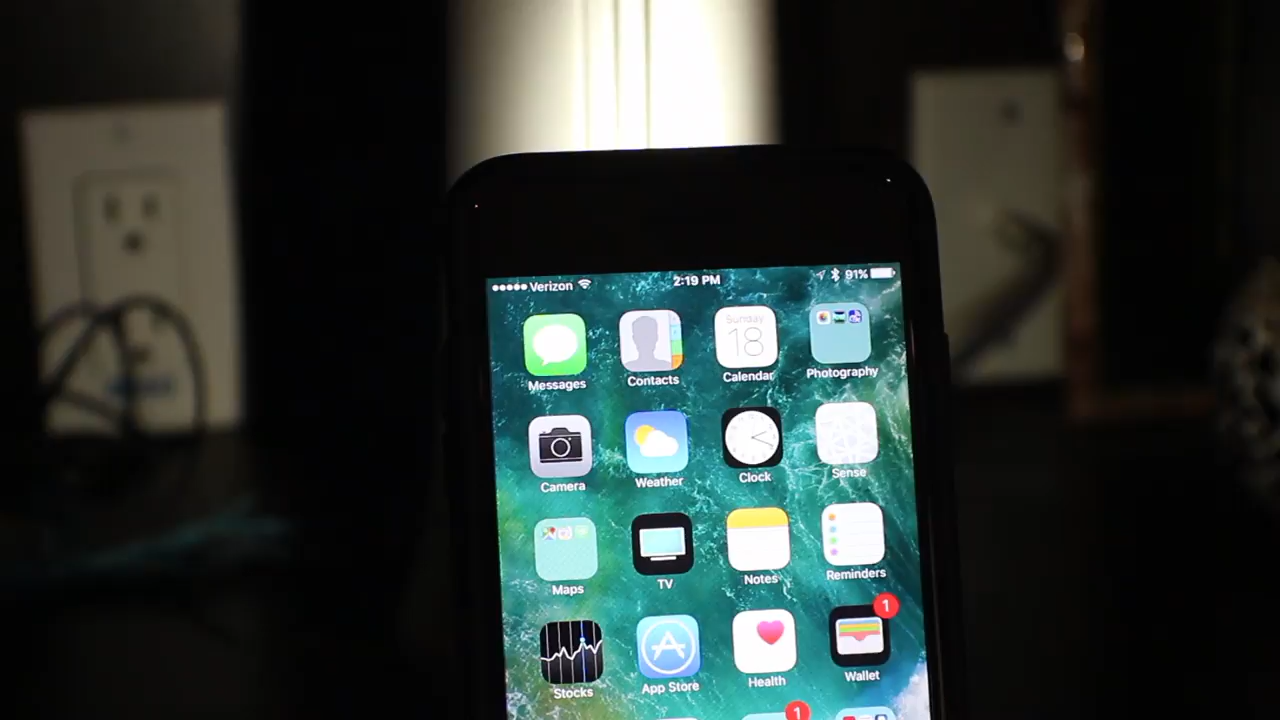 Verizon 2:19 PM 91%
Sunday
18
Messages Contacts Calendar Photography
Camera Weather Clock Sense
Maps TV Notes Reminders
1
Stocks App Store Health Wallet
1